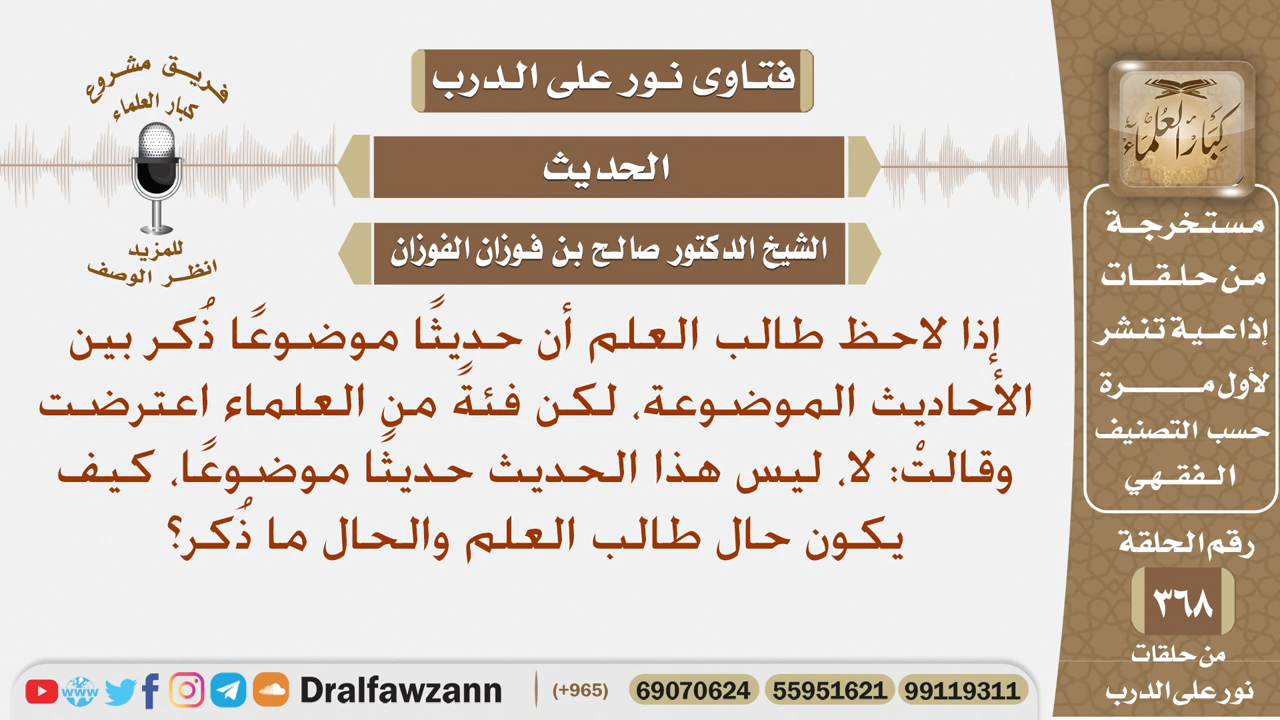 فتاوى نور على الدرب
الحديث
الشيخ الدكتور صالح بن فوزان الفوزان
إذا لاحظ طالب العلم أن حديثًا موضوعًا ذُكر بين
الأحاديث الموضوعة، لكن فئةً من العلماء اعترضت
وقالتْ: لا، ليس هذا الحديث حديثًا موضوعًا، كيف
يكون حال طالب العلم والحال ما ذُكر؟
فريق مشروع
كبار العلماء
للمزيد
انظر الوصف
كبار العلماء
مستخرجة
من حلقات
إذاعية تنشر
لأول مرة
حسب التصنيف
الفقهي
رقم الحلقة
٣٦٨
من حلقات
نور على الدرب
www
Dralfawzann
(+965)
69070624
55951621
99119311